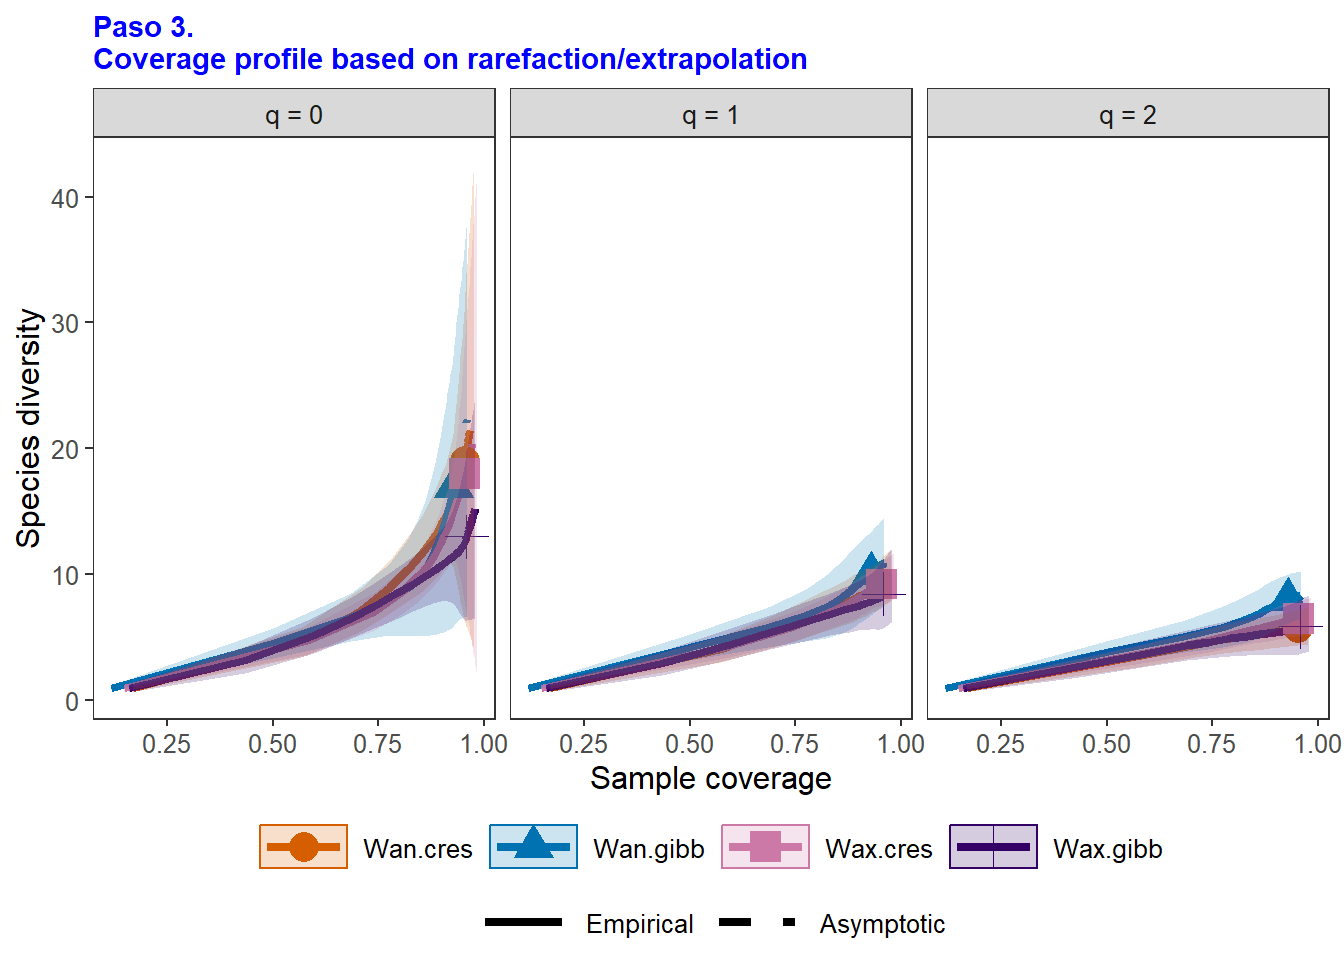 Paso 3.
Coverage profile based on rarefaction/extrapolation
q = 0
q = 1
q = 2
Species diversity
40
30
20
10
0
0.25 0.50 0.75 1.00
0.25 0.50 0.75 1.00
0.25 0.50 0.75 1.00
Sample coverage
Wan.cres Wan.gibb Wax.cres Wax.gibb
Empirical Asymptotic